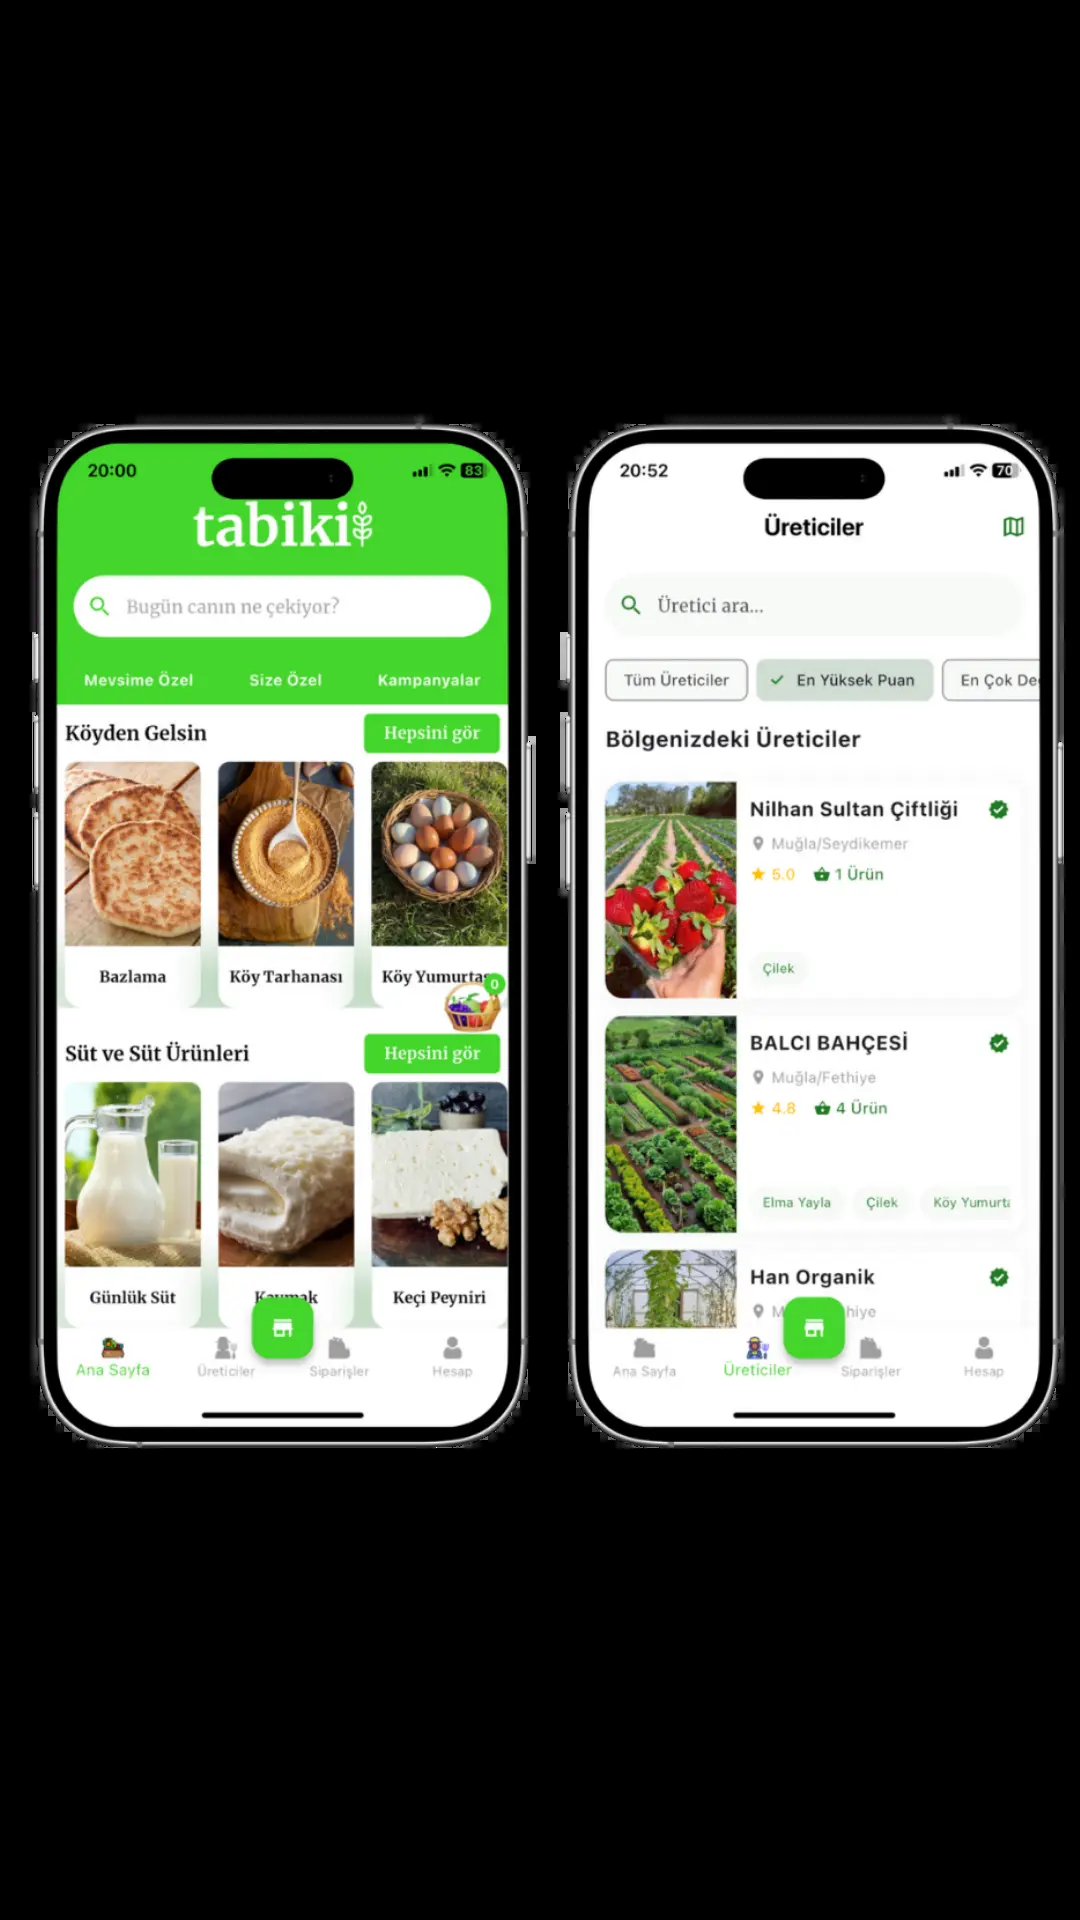 20:00
83
tabiki
Bugün canın ne çekiyor?
Mevsime Özel Size Özel Kampanyalar
Köyden Gelsin Hepsini gör
Bazlama Köy Tarhanası Köy Yumurtas
0
Süt ve Süt Ürünleri Hepsini gör
Günlük Süt Kaymak Keçi Peyniri
Ana Sayfa Üreticiler Siparişler Hesap
20:52
70
Üreticiler
Üretici ara...
Tüm Üreticiler En Yüksek Puan En Çok De
Bölgenizdeki Üreticiler
Nilhan Sultan Çiftliği
Muğla/Seydikemer
5.0 1 Ürün
Çilek
BALCI BAHÇESİ
Muğla/Fethiye
4.8 4 Ürün
Elma Yayla Çilek Köy Yumurta
Han Organik
Ana Sayfa Üreticiler Siparişler Hesap